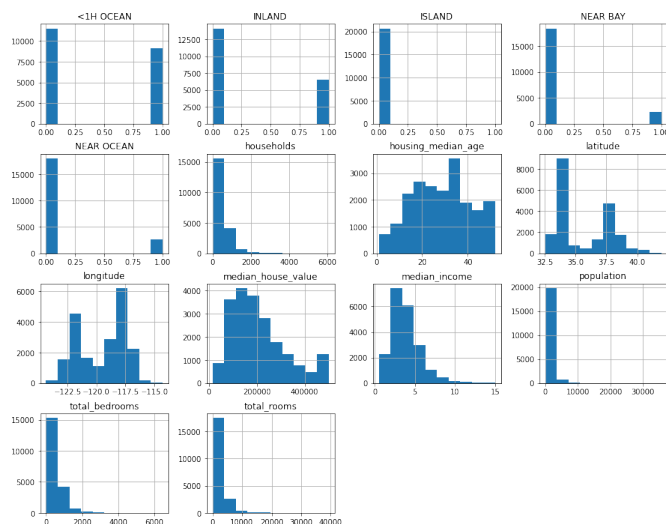 <1H OCEAN INLAND ISLAND NEAR BAY
10000 7500 5000 2500 0
0.00 0.25 0.50 0.75 1.00
12500 10000 7500 5000 2500 0
0.00 0.25 0.50 0.75 1.00
20000 15000 10000 5000 0
0.00 0.25 0.50 0.75 1.00
15000 10000 5000 0
0.00 0.25 0.50 0.75 1.00
NEAR OCEAN households housing_median_age latitude
15000 10000 5000 0
0.00 0.25 0.50 0.75 1.00
15000 10000 5000 0
0 2000 4000 6000
3000 2000 1000 0
0 20 40
8000 6000 4000 2000 0
32.5 35.0 37.5 40.0
longitude median_house_value median_income population
6000 4000 2000 0
−122.5 −120.0 −117.5 −115.0
4000 3000 2000 1000 0
0 200000 400000
6000 4000 2000 0
0 5 10 15
20000 15000 10000 5000 0
0 10000 20000 30000
total_bedrooms total_rooms
15000 10000 5000 0
0 2000 4000 6000
15000 10000 5000 0
0 10000 20000 30000 40000